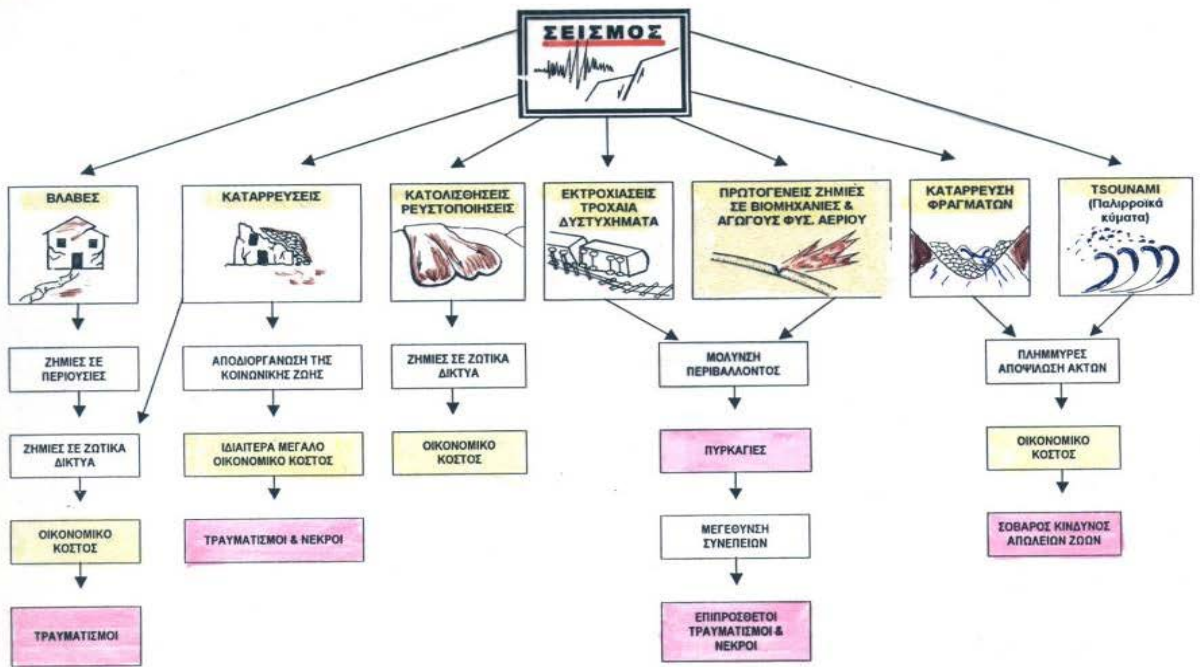 ΣΕΙΣΜΟΣ
ΒΛΑΒΕΣ
ΚΑΤΑΡΡΕΥΣΕΙΣ
ΚΑΤΟΛΙΣΘΗΣΕΙΣ
ΡΕΥΣΤΟΠΟΙΗΣΕΙΣ
ΕΚΤΡΟΧΙΑΣΕΙΣ
ΤΡΟΧΑΙΑ
ΔΥΣΤΥΧΗΜΑΤΑ
ΠΡΩΤΟΓΕΝΕΙΣ ΖΗΜΙΕΣ
ΣΕ ΒΙΟΜΗΧΑΝΙΕΣ &
ΑΓΩΓΟΥΣ ΦΥΣ. ΑΕΡΙΟΥ
ΚΑΤΑΡΡΕΥΣΗ
ΦΡΑΓΜΑΤΩΝ
TSOUNAMI
(Παλιρροϊκά
κύματα)
ΖΗΜΙΕΣ ΣΕ
ΠΕΡΙΟΥΣΙΕΣ
ΑΠΟΔΙΟΡΓΑΝΩΣΗ ΤΗΣ
ΚΟΙΝΩΝΙΚΗΣ ΖΩΗΣ
ΖΗΜΙΕΣ ΣΕ ΖΩΤΙΚΑ
ΔΙΚΤΥΑ
ΜΟΛΥΝΣΗ
ΠΕΡΙΒΑΛΛΟΝΤΟΣ
ΠΛΗΜΜΥΡΕΣ
ΑΠΟΨΙΛΩΣΗ ΑΚΤΩΝ
ΖΗΜΙΕΣ ΣΕ ΖΩΤΙΚΑ
ΔΙΚΤΥΑ
ΙΔΙΑΙΤΕΡΑ ΜΕΓΑΛΟ
ΟΙΚΟΝΟΜΙΚΟ ΚΟΣΤΟΣ
ΟΙΚΟΝΟΜΙΚΟ
ΚΟΣΤΟΣ
ΠΥΡΚΑΓΙΕΣ
ΟΙΚΟΝΟΜΙΚΟ
ΚΟΣΤΟΣ
ΟΙΚΟΝΟΜΙΚΟ
ΚΟΣΤΟΣ
ΤΡΑΥΜΑΤΙΣΜΟΙ & ΝΕΚΡΟΙ
ΜΕΓΕΘΥΝΣΗ
ΣΥΝΕΠΕΙΩΝ
ΣΟΒΑΡΟΣ ΚΙΝΔΥΝΟΣ
ΑΠΩΛΕΙΩΝ ΖΩΩΝ
ΤΡΑΥΜΑΤΙΣΜΟΙ
ΕΠΙΠΡΟΣΘΕΤΟΙ
ΤΡΑΥΜΑΤΙΣΜΟΙ &
ΝΕΚΡΟΙ